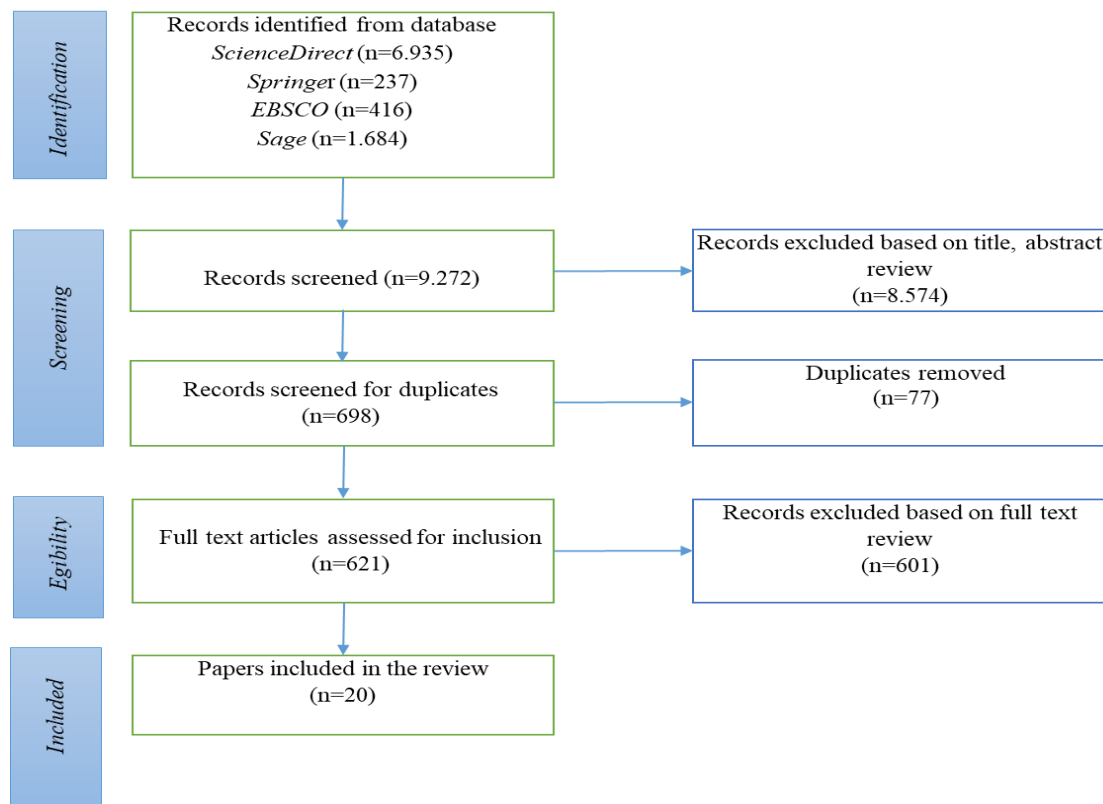 Identification
Records identified from database
ScienceDirect (n=6.935)
Springer (n=237)
EBSCO (n=416)
Sage (n=1.684)
Screening
Records screened (n=9.272)
Records excluded based on title, abstract
review
(n=8.574)
Records screened for duplicates
(n=698)
Duplicates removed
(n=77)
Egibility
Full text articles assessed for inclusion
(n=621)
Records excluded based on full text
review
(n=601)
Included
Papers included in the review
(n=20)